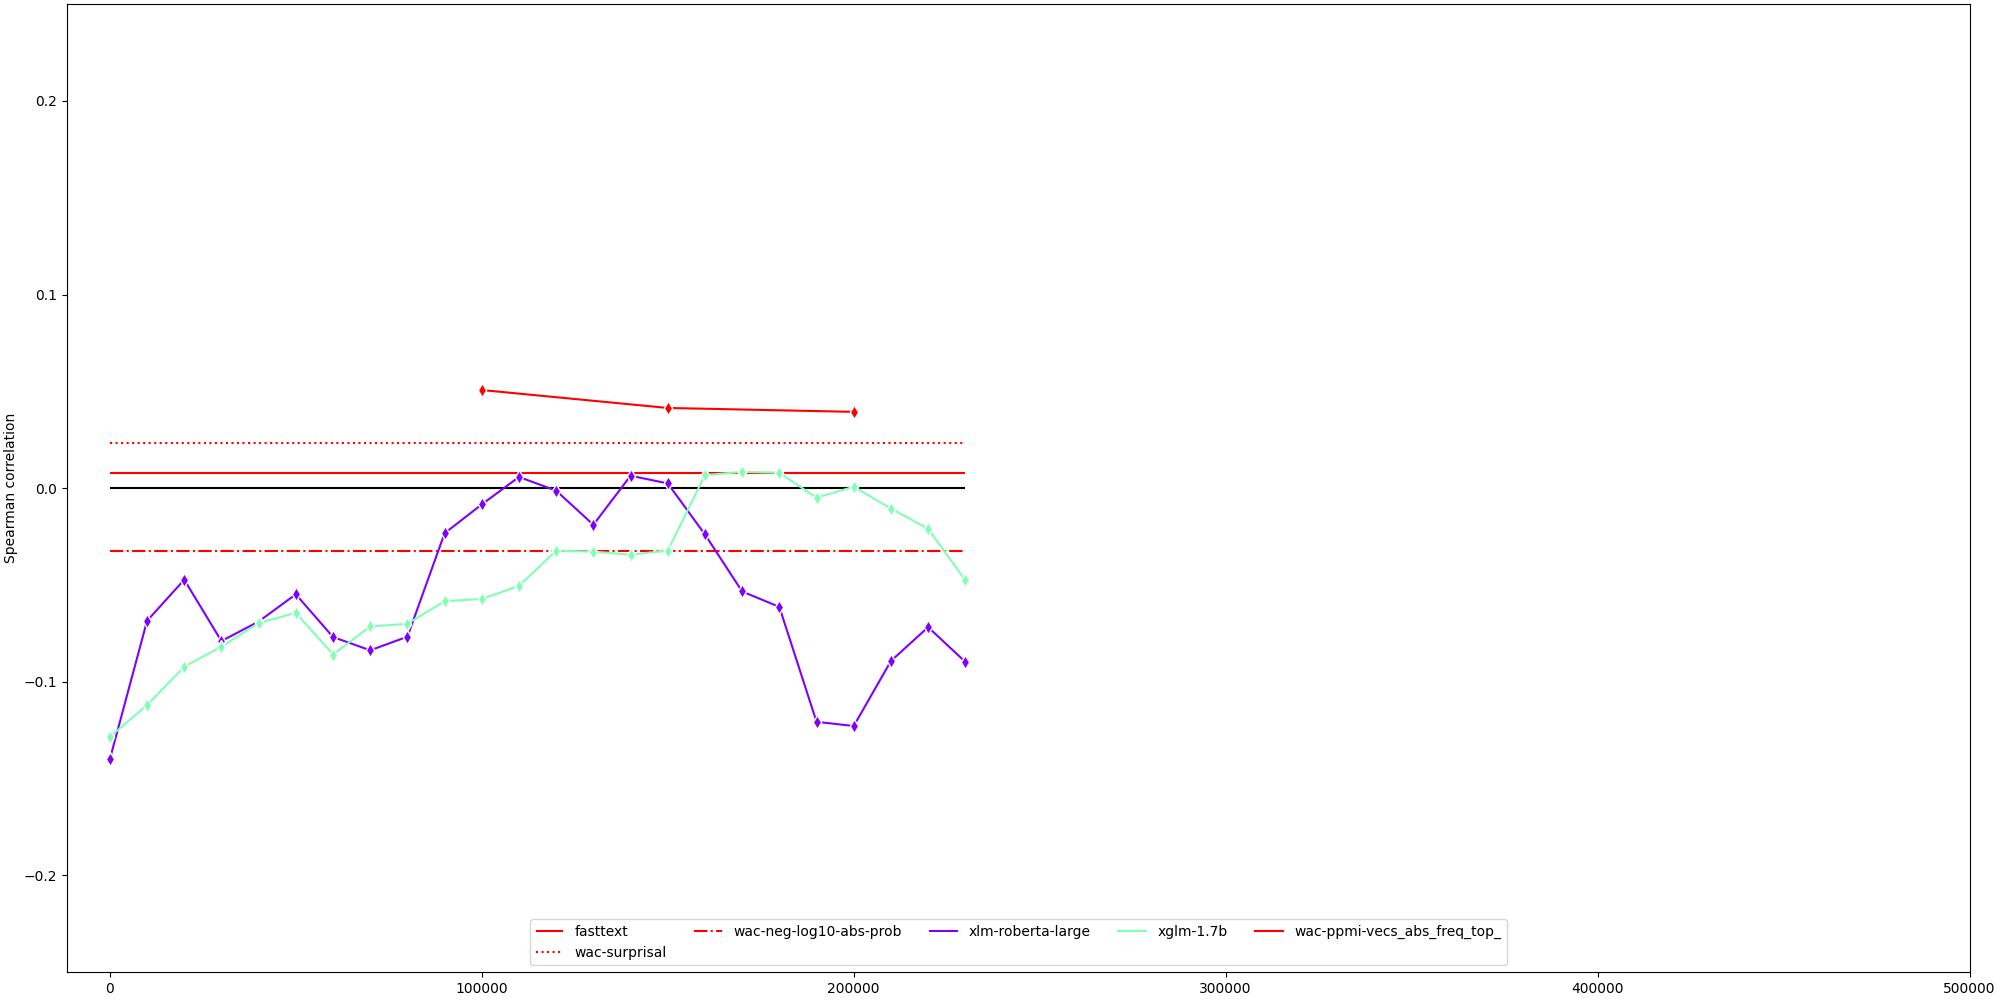 Spearman correlation
0.2
0.1
0.0
−0.1
−0.2
fasttext
wac-surprisal
wac-neg-log10-abs-prob
xlm-roberta-large
xglm-1.7b
wac-ppmi-vecs_abs_freq_top_
0
100000
200000
300000
400000
500000